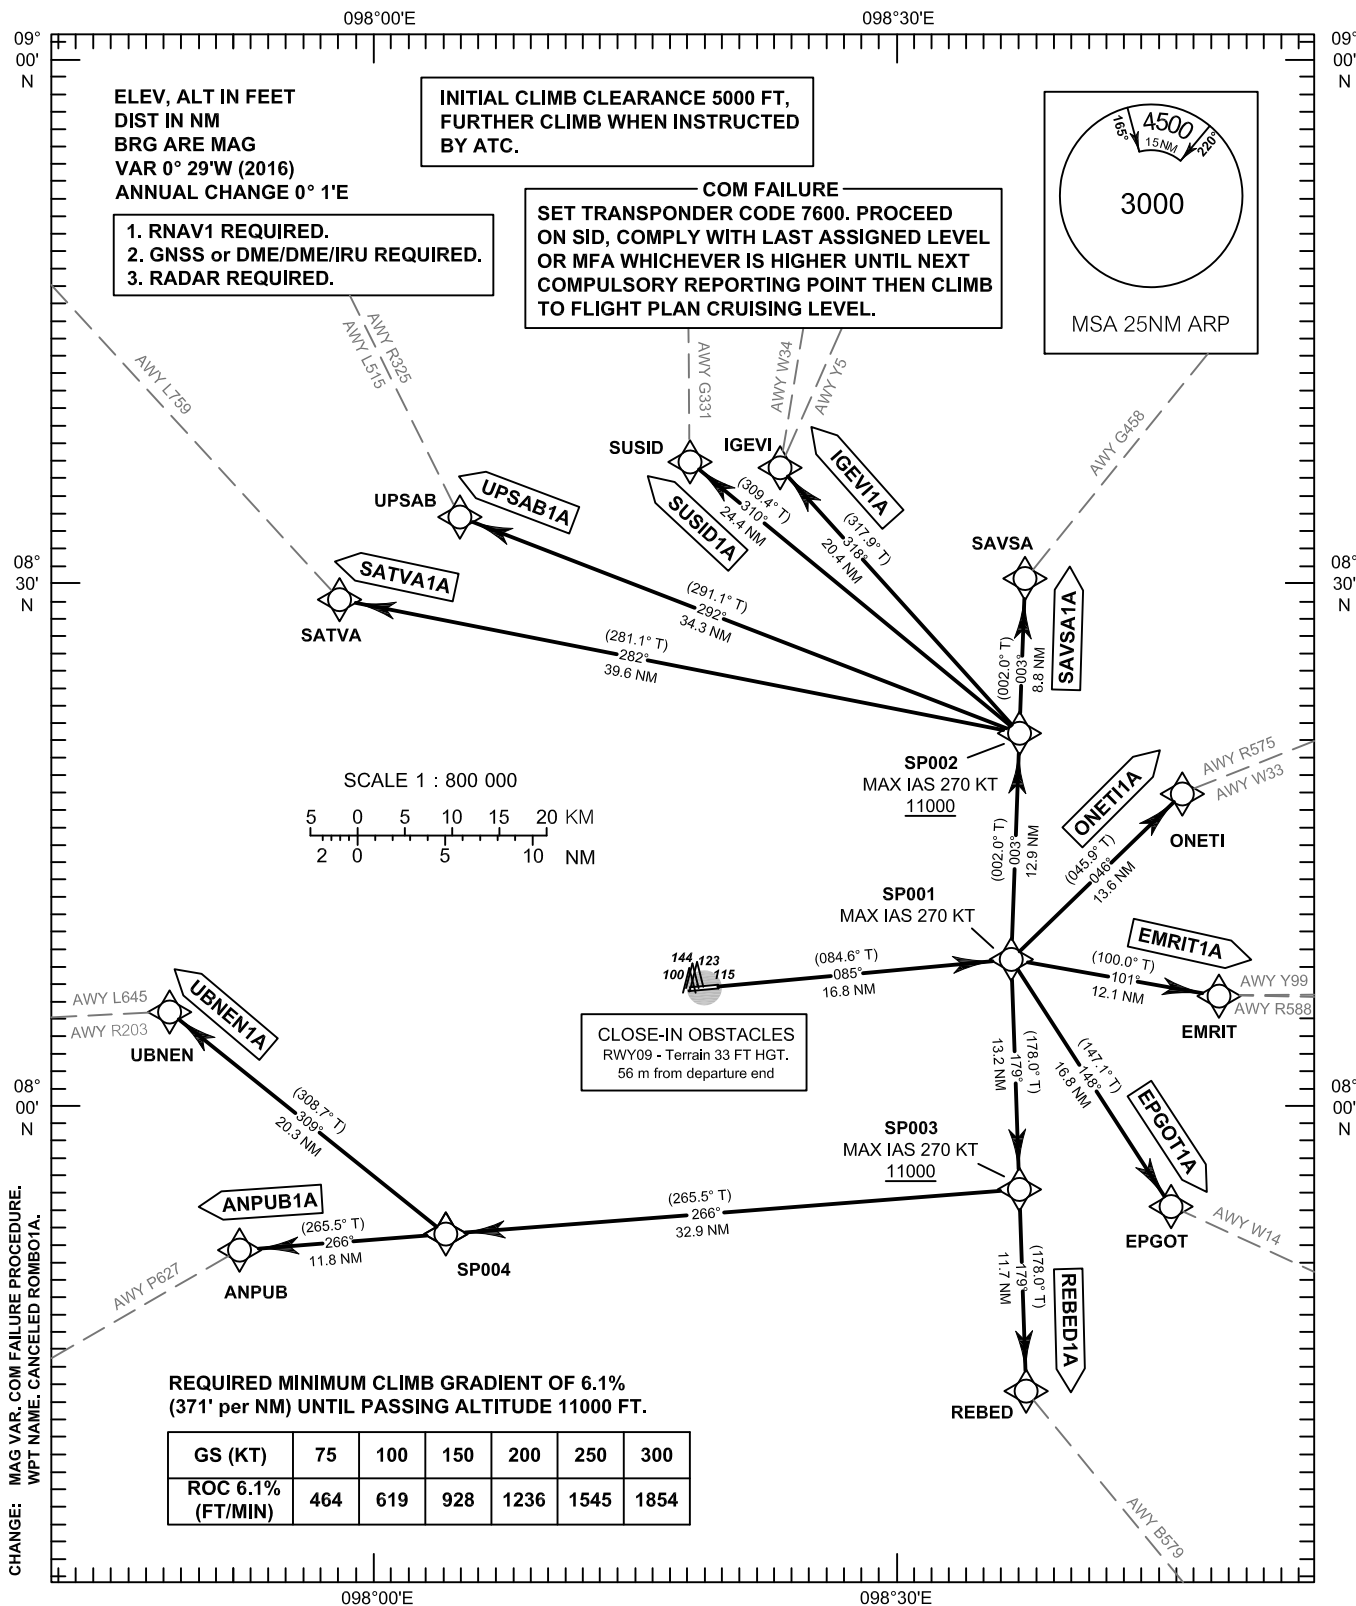 098°00'E
098°30'E
09°
00'
N
09°
00'
N
ELEV, ALT IN FEET
DIST IN NM
BRG ARE MAG
VAR 0° 29'W (2016)
ANNUAL CHANGE 0° 1'E
INITIAL CLIMB CLEARANCE 5000 FT,
FURTHER CLIMB WHEN INSTRUCTED
BY ATC.
165°
4500
15NM
220°
3000
MSA 25NM ARP
COM FAILURE
SET TRANSPONDER CODE 7600. PROCEED
ON SID, COMPLY WITH LAST ASSIGNED LEVEL
OR MFA WHICHEVER IS HIGHER UNTIL NEXT
COMPULSORY REPORTING POINT THEN CLIMB
TO FLIGHT PLAN CRUISING LEVEL.
1. RNAV1 REQUIRED.
2. GNSS or DME/DME/IRU REQUIRED.
3. RADAR REQUIRED.
AWY L759
AWY R325
AWY L515
AWY G331
AWY W34
AWY Y5
AWY G458
SUSID
IGEVI
IGEVI1A
UPSAB
UPSAB1A
SUSID1A
(309.4° T)
310°
24.4 NM
(317.9° T)
318°
20.4 NM
SAVSA
08°
30'
N
08°
30'
N
SATVA1A
SATVA
(291.1° T)
292°
34.3 NM
(281.1° T)
282°
39.6 NM
(002.0° T)
003°
8.8 NM
SAVSA1A
SP002
MAX IAS 270 KT
11000
SCALE 1 : 800 000
5 0 5 10 15 20 KM
2 0 5 10 NM
AWY R575
AWY W33
ONETI1A
ONETI
(002.0° T)
003°
12.9 NM
(045.9° T)
046°
13.6 NM
SP001
MAX IAS 270 KT
EMRIT1A
(100.0° T)
101°
12.1 NM
AWY Y99
AWY R588
EMRIT
144 123
100 115
(084.6° T)
085°
16.8 NM
AWY L645
AWY R203
UBNEN
UBNEN1A
CLOSE-IN OBSTACLES
RWY09 - Terrain 33 FT HGT.
56 m from departure end
(178.0° T)
179°
13.2 NM
(147.1° T)
148°
16.8 NM
EPGOT1A
08°
00'
N
08°
00'
N
(308.7° T)
309°
20.3 NM
SP003
MAX IAS 270 KT
11000
ANPUB1A
(265.5° T)
266°
11.8 NM
(265.5° T)
266°
32.9 NM
SP004
ANPUB
AWY P627
EPGOT
AWY W14
(178.0° T)
179°
11.7 NM
REBED1A
REBED
AWY B579
REQUIRED MINIMUM CLIMB GRADIENT OF 6.1%
(371' per NM) UNTIL PASSING ALTITUDE 11000 FT.
GS (KT) 75 100 150 200 250 300
ROC 6.1%
(FT/MIN) 464 619 928 1236 1545 1854
CHANGE: MAG VAR. COM FAILURE PROCEDURE.
WPT NAME. CANCELED ROMBO1A.
098°00'E
098°30'E